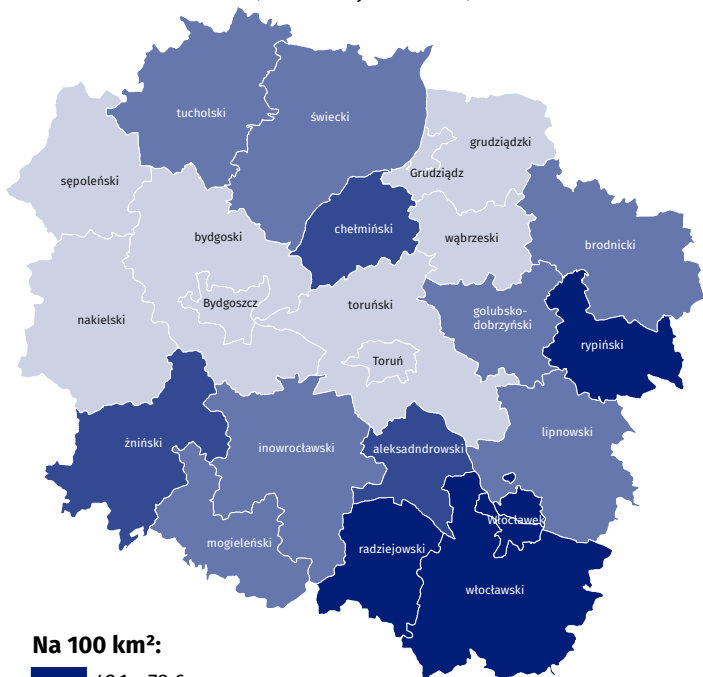 tucholski
świecki
grudziądzki
Grudziądz
sępoleński
chełmiński
bydgoski
wąbrzeski
brodnicki
Bydgoszcz
toruński
nakielski
golubsko-
dobrzyński
rypiński
Toruń
lipnowski
żniński
inowrocławski
aleksadndrowski
Włocławek
mogieleński
radziejowski
włocławski
Na 100 km²: